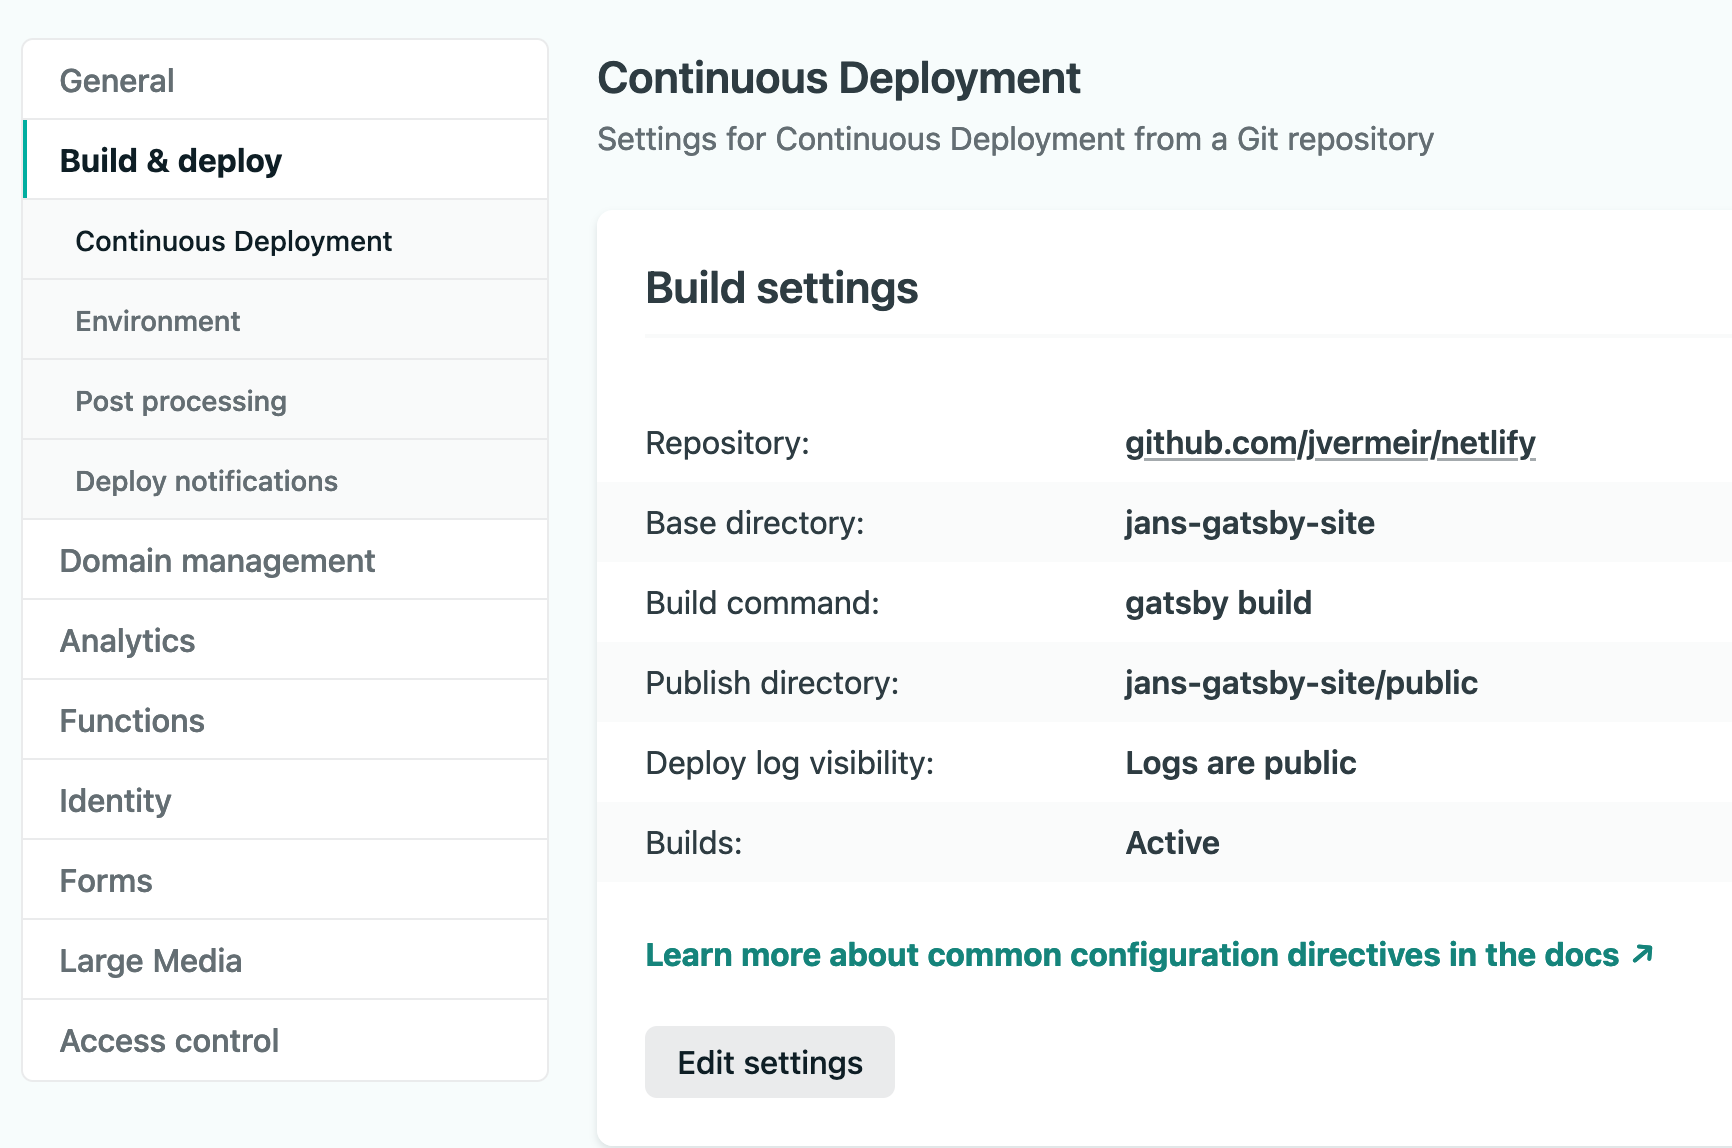 General
Build & deploy
Continuous Deployment
Environment
Post processing
Deploy notifications
Domain management
Analytics
Functions
Identity
Forms
Large Media
Access control
Continuous Deployment
Settings for Continuous Deployment from a Git repository
Build settings
Repository: github.com/jvermeir/netlify
Base directory: jans-gatsby-site
Build command: gatsby build
Publish directory: jans-gatsby-site/public
Deploy log visibility: Logs are public
Builds: Active
Learn more about common configuration directives in the docs ↗
Edit settings